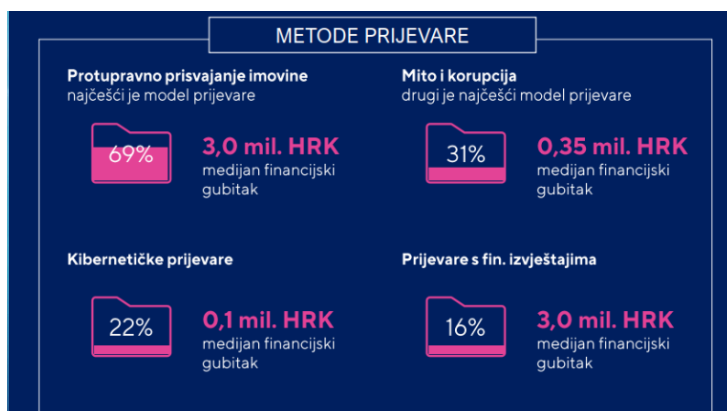 METODE PRIJEVARE
Protupravno prisvajanje imovine
najčešći je model prijevare
69%
3,0 mil. HRK
medijan financijski
gubitak
Mito i korupcija
drugi je najčešći model prijevare
31%
0,35 mil. HRK
medijan financijski
gubitak
Kibernetičke prijevare
22%
0,1 mil. HRK
medijan financijski
gubitak
Prijevare s fin. izvještajima
16%
3,0 mil. HRK
medijan financijski
gubitak